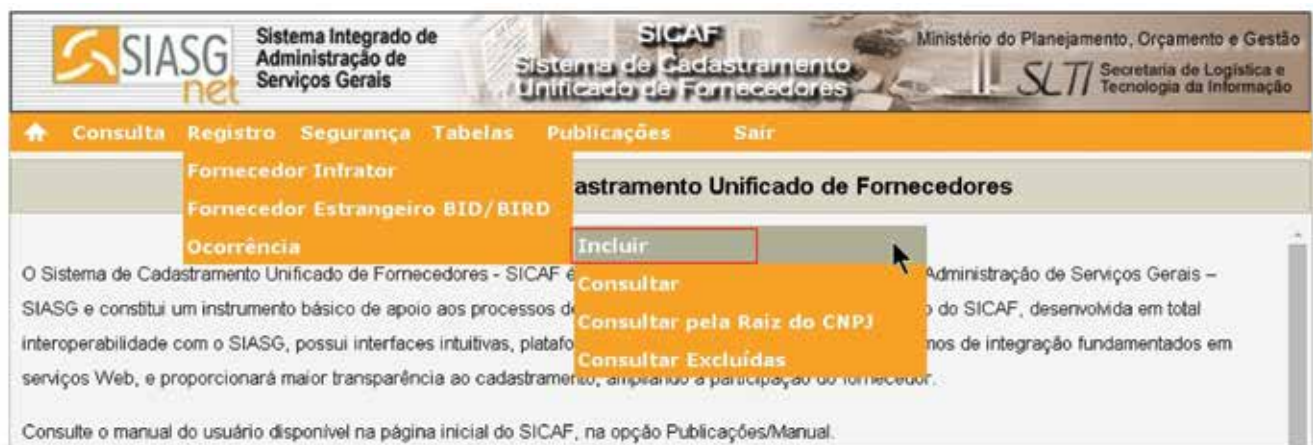 SIASG net
Sistema Integrado de
Administração de
Serviços Gerais
SICAF
Sistema de Cadastramento
Unificado de Fornecedores
Ministério do Planejamento, Orçamento e Gestão
SLTI Secretaria de Logística e
Tecnologia da Informação
Consulta Registro Segurança Tabelas Publicações Sair
Fornecedor Infrator
Fornecedor Estrangeiro BID/BIRD
Ocorrência
astramento Unificado de Fornecedores
Incluir
Consultar
Consultar pela Raiz do CNPJ
Consultar Excluídas
O Sistema de Cadastramento Unificado de Fornecedores - SICAF é Administração de Serviços Gerais –
SIASG e constitui um instrumento básico de apoio aos processos de do SICAF, desenvolvida em total
interoperabilidade com o SIASG, possui interfaces intuitivas, platafo mos de integração fundamentados em
serviços Web, e proporcionará maior transparência ao cadastramento, ampliando a participação do fornecedor.
Consulte o manual do usuário disponível na página inicial do SICAF, na opção Publicações/Manual.